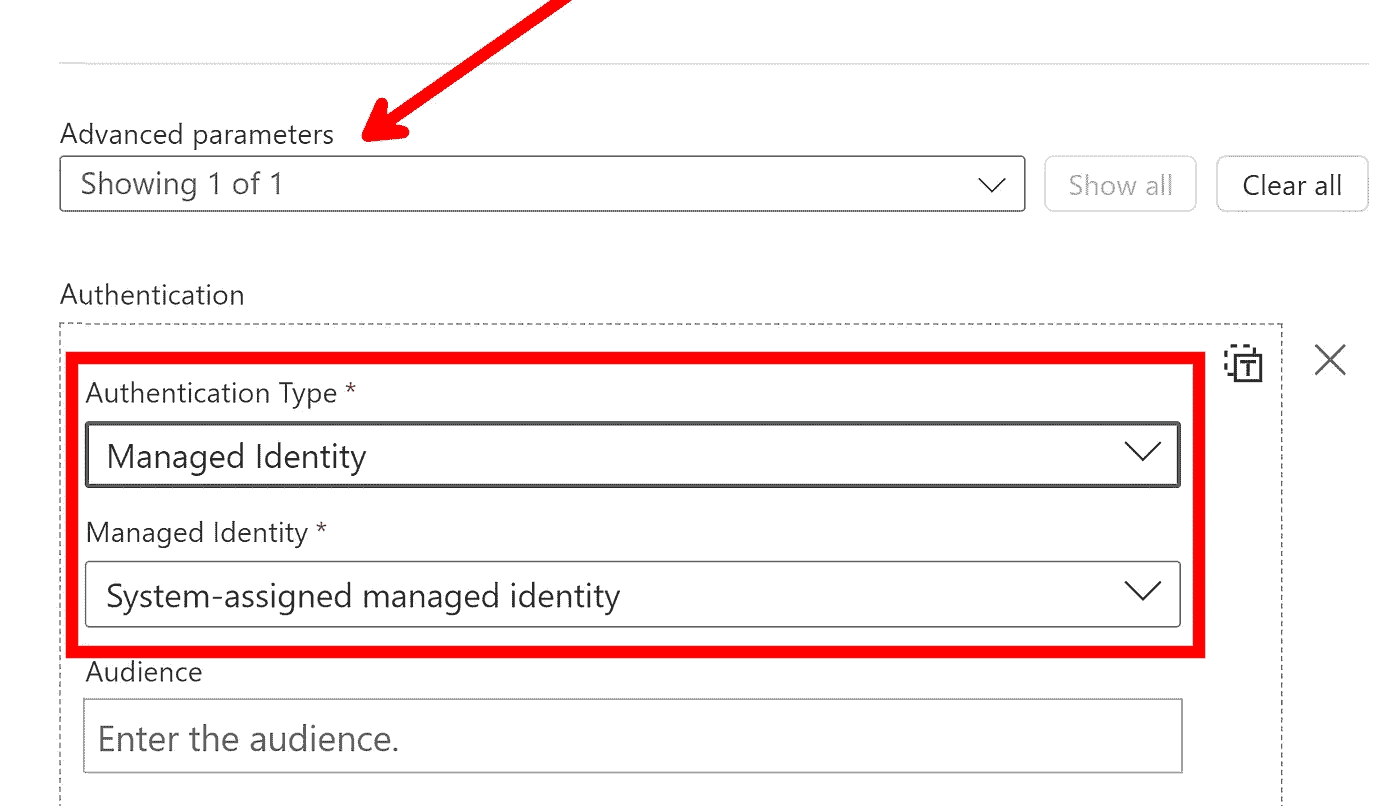 Advanced parameters
Showing 1 of 1
Show all
Clear all
Authentication
T
Authentication Type *
Managed Identity
Managed Identity *
System-assigned managed identity
Audience
Enter the audience.